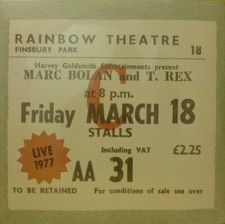 RAINBOW THEATRE
FINSBURY PARK 18
Harvey Goldsmith Entertainments present
MARC BOLAN and T. REX
at 8 p.m.
C
Friday MARCH 18
STALLS
Including VAT £2.25
LIVE
1977
AA 31
TO BE RETAINED For conditions of sale see over